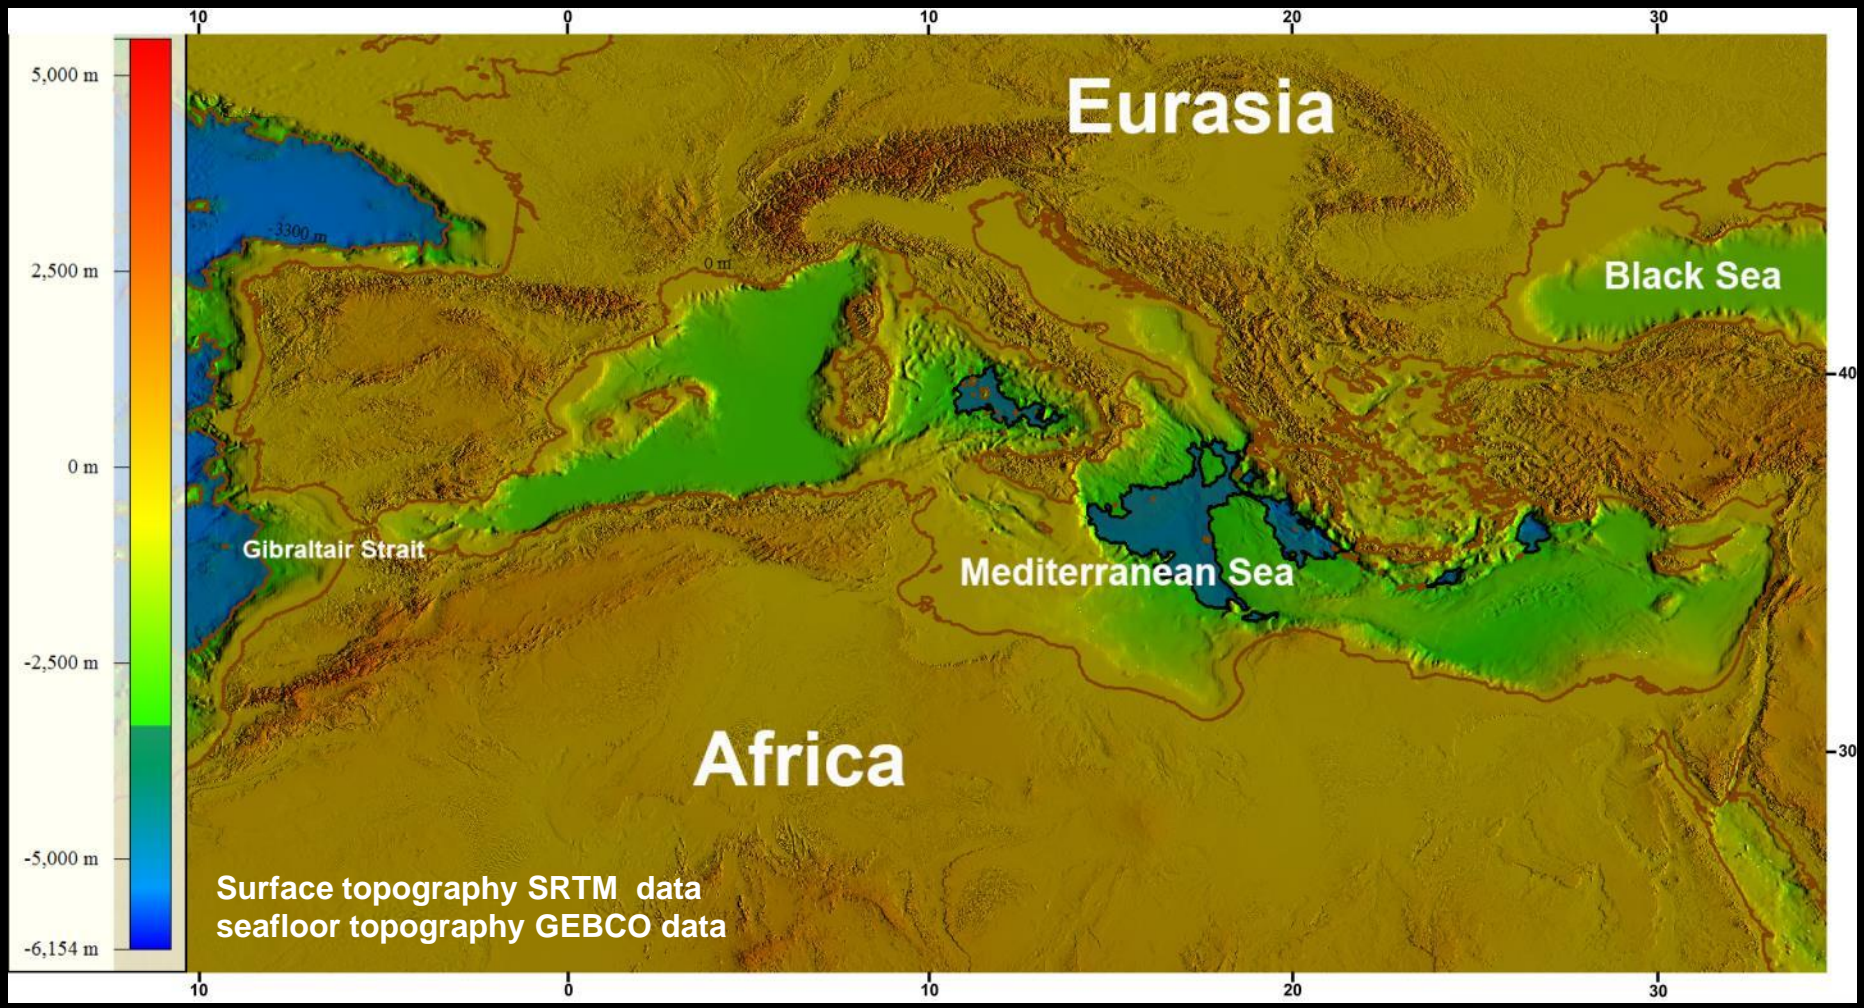 10 0 10 20 30
5,000 m
2,500 m
0 m
-2,500 m
-5,000 m
-6,154 m
Eurasia
-3300 m
0 m
Black Sea
40
Gibraltair Strait
Mediterranean Sea
Africa
30
Surface topography SRTM data
seafloor topography GEBCO data
10 0 10 20 30